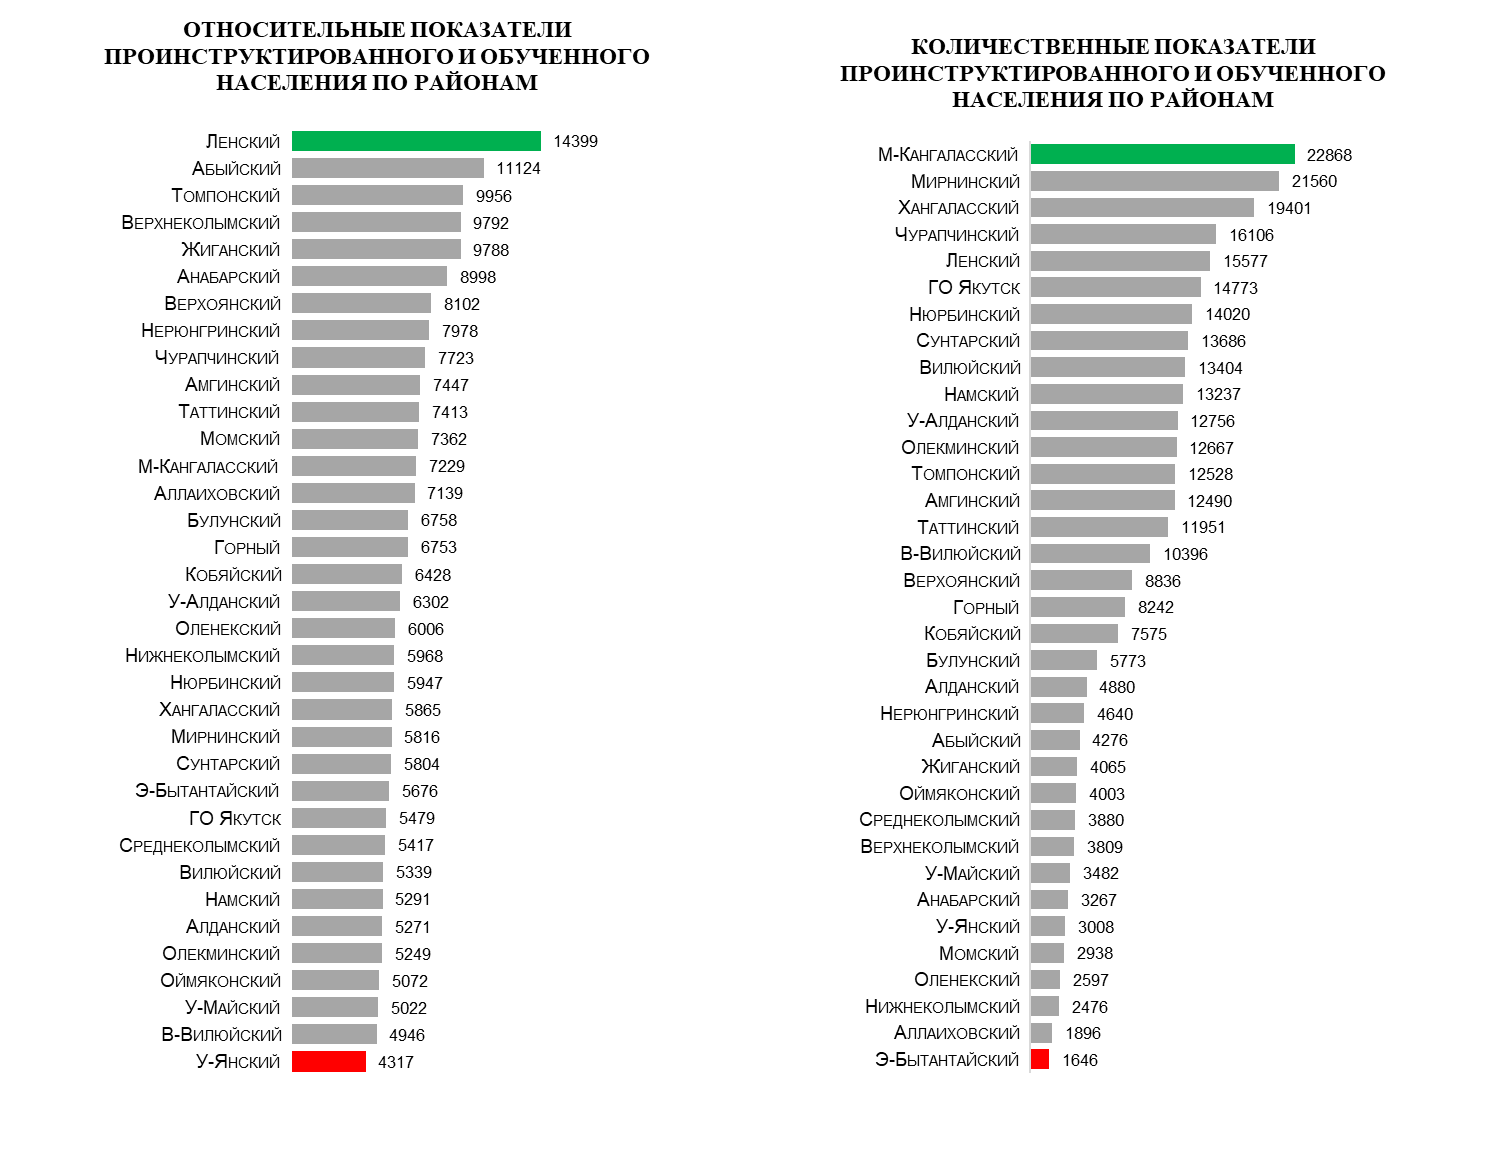 ОТНОСИТЕЛЬНЫЕ ПОКАЗАТЕЛИ
ПРОИНСТРУКТИРОВАННОГО И ОБУЧЕННОГО
НАСЕЛЕНИЯ ПО РАЙОНАМ
Ленский 14399
Абыйский 11124
Томпонский 9956
Верхнеколымский 9792
Жиганский 9788
Анабарский 8998
Верхоянский 8102
Нерюнгринский 7978
Чурапчинский 7723
Амгинский 7447
Таттинский 7413
Момский 7362
М-Кангаласский 7229
Аллаиховский 7139
Булунский 6758
Горный 6753
Кобяйский 6428
У-Алданский 6302
Оленекский 6006
Нижнеколымский 5968
Нюрбинский 5947
Хангаласский 5865
Мирнинский 5816
Сунтарский 5804
Э-Бытантайский 5676
ГО Якутск 5479
Среднеколымский 5417
Вилюйский 5339
Намский 5291
Алданский 5271
Олекминский 5249
Оймяконский 5072
У-Майский 5022
В-Вилюйский 4946
У-Янский 4317
КОЛИЧЕСТВЕННЫЕ ПОКАЗАТЕЛИ
ПРОИНСТРУКТИРОВАННОГО И ОБУЧЕННОГО
НАСЕЛЕНИЯ ПО РАЙОНАМ
М-Кангаласский 22868
Мирнинский 21560
Хангаласский 19401
Чурапчинский 16106
Ленский 15577
ГО Якутск 14773
Нюрбинский 14020
Сунтарский 13686
Вилюйский 13404
Намский 13237
У-Алданский 12756
Олекминский 12667
Томпонский 12528
Амгинский 12490
Таттинский 11951
В-Вилюйский 10396
Верхоянский 8836
Горный 8242
Кобяйский 7575
Булунский 5773
Алданский 4880
Нерюнгринский 4640
Абыйский 4276
Жиганский 4065
Оймяконский 4003
Среднеколымский 3880
Верхнеколымский 3809
У-Майский 3482
Анабарский 3267
У-Янский 3008
Момский 2938
Оленекский 2597
Нижнеколымский 2476
Аллаиховский 1896
Э-Бытантайский 1646